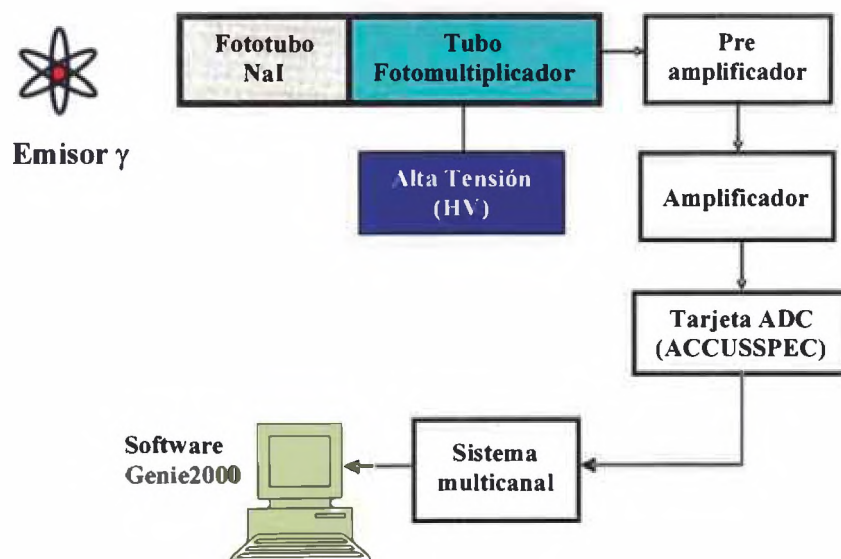 Fototubo
NaI
Tubo
Fotomultiplicador
Pre
amplificador
Emisor γ
Alta Tensión
(HV)
Amplificador
Tarjeta ADC
(ACCUSSPEC)
Software
Genie2000
Sistema
multicanal